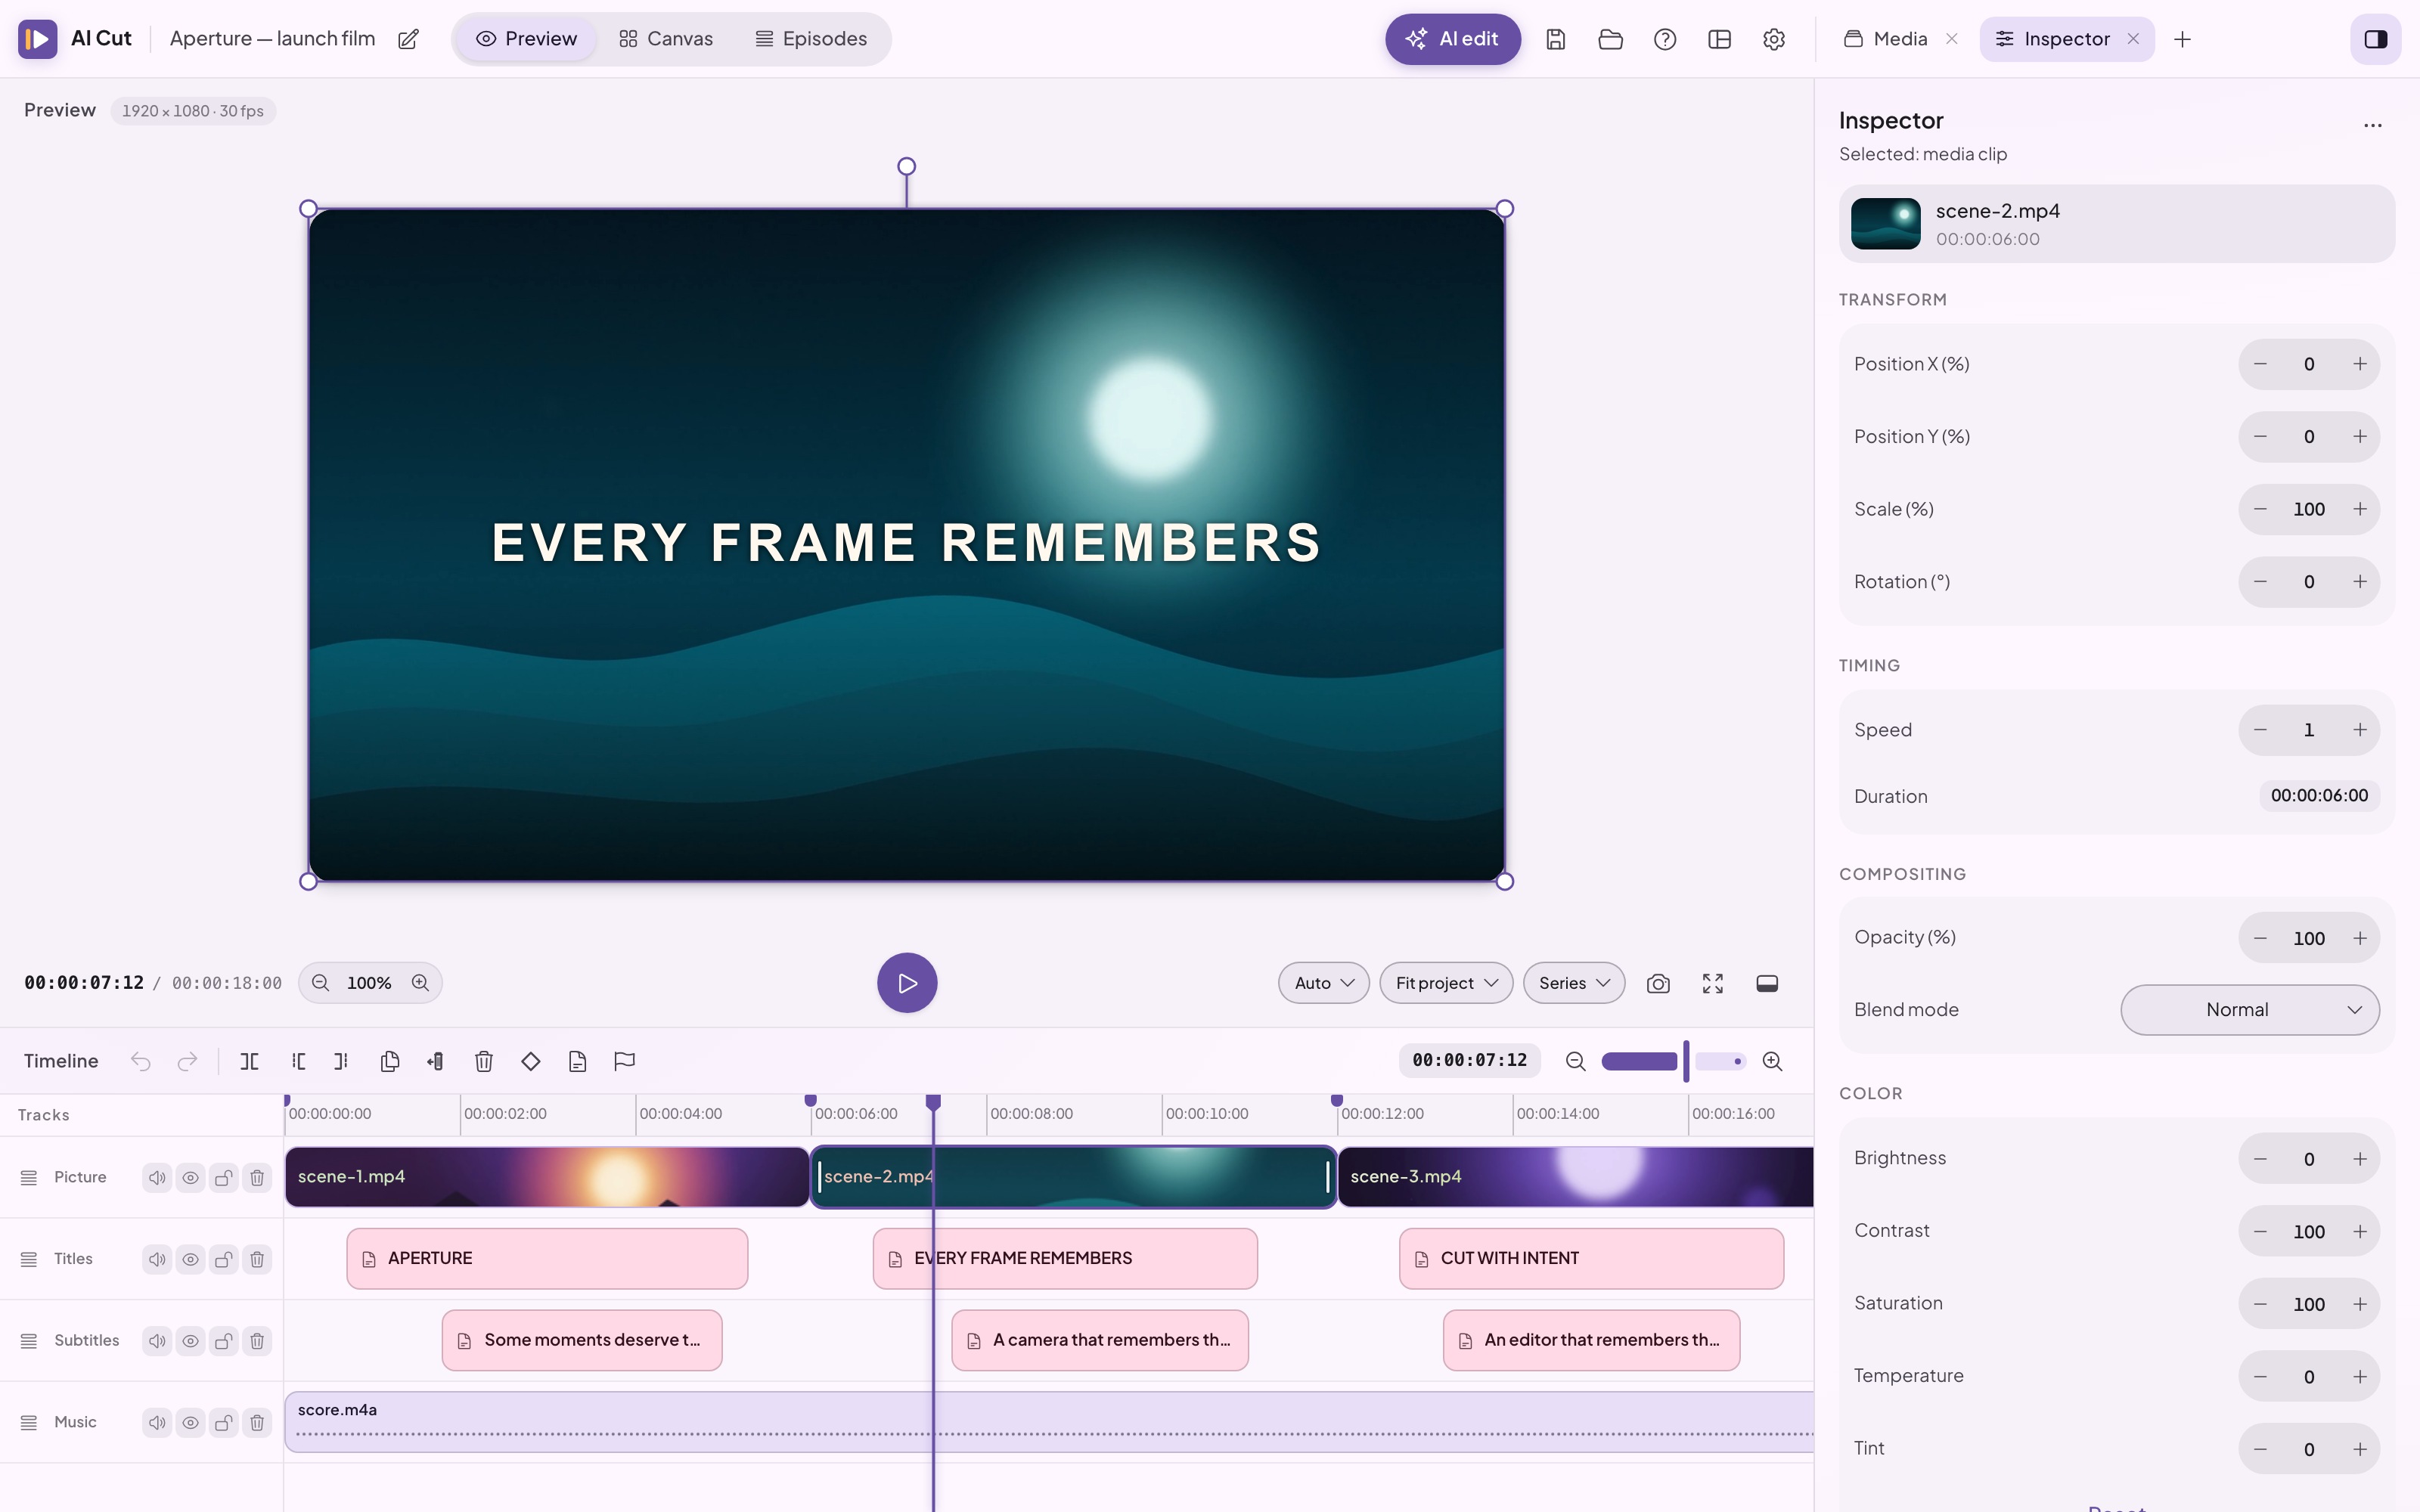 AI Cut
Aperture — launch film
Preview
Canvas
Episodes
AI edit
Media
Inspector
Preview
1920 × 1080 · 30 fps
EVERY FRAME REMEMBERS
00:00:07:12 / 00:00:18:00
100%
Auto
Fit project
Series
Inspector
Selected: media clip
scene-2.mp4
00:00:06:00
TRANSFORM
Position X (%)
0
Position Y (%)
0
Scale (%)
100
Rotation (°)
0
TIMING
Speed
1
Duration
00:00:06:00
COMPOSITING
Opacity (%)
100
Blend mode
Normal
COLOR
Brightness
0
Contrast
100
Saturation
100
Temperature
0
Tint
0
Timeline
00:00:07:12
Tracks
00:00:00:00
00:00:02:00
00:00:04:00
00:00:06:00
00:00:08:00
00:00:10:00
00:00:12:00
00:00:14:00
00:00:16:00
Picture
scene-1.mp4
scene-2.mp4
scene-3.mp4
Titles
APERTURE
EVERY FRAME REMEMBERS
CUT WITH INTENT
Subtitles
Some moments deserve t...
A camera that remembers th...
An editor that remembers th...
Music
score.m4a